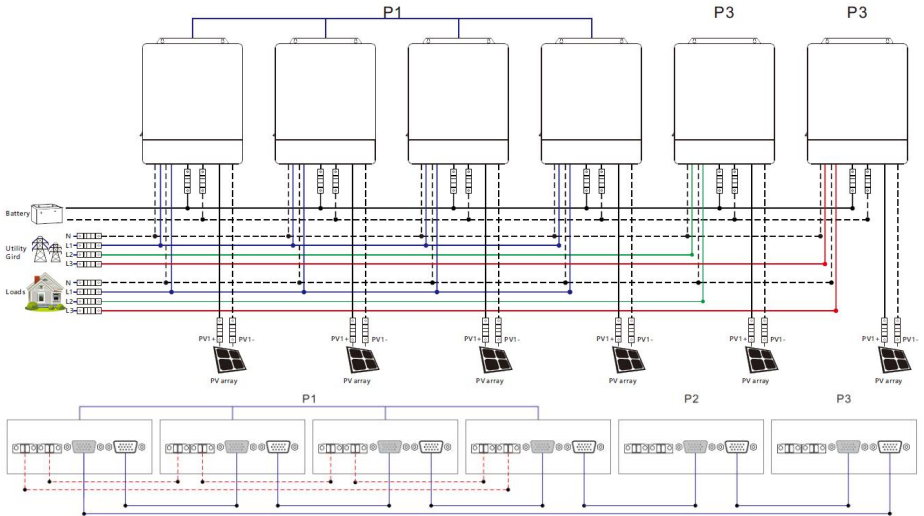 P1 P3 P3
Battery
N
Utility L1
Gird L2
L3
N
Loads L1
L2
L3
PV1+ PV1- PV1+ PV1- PV1+ PV1- PV1+ PV1- PV1+ PV1- PV1+ PV1-
PV array PV array PV array PV array PV array PV array
P1 P2 P3